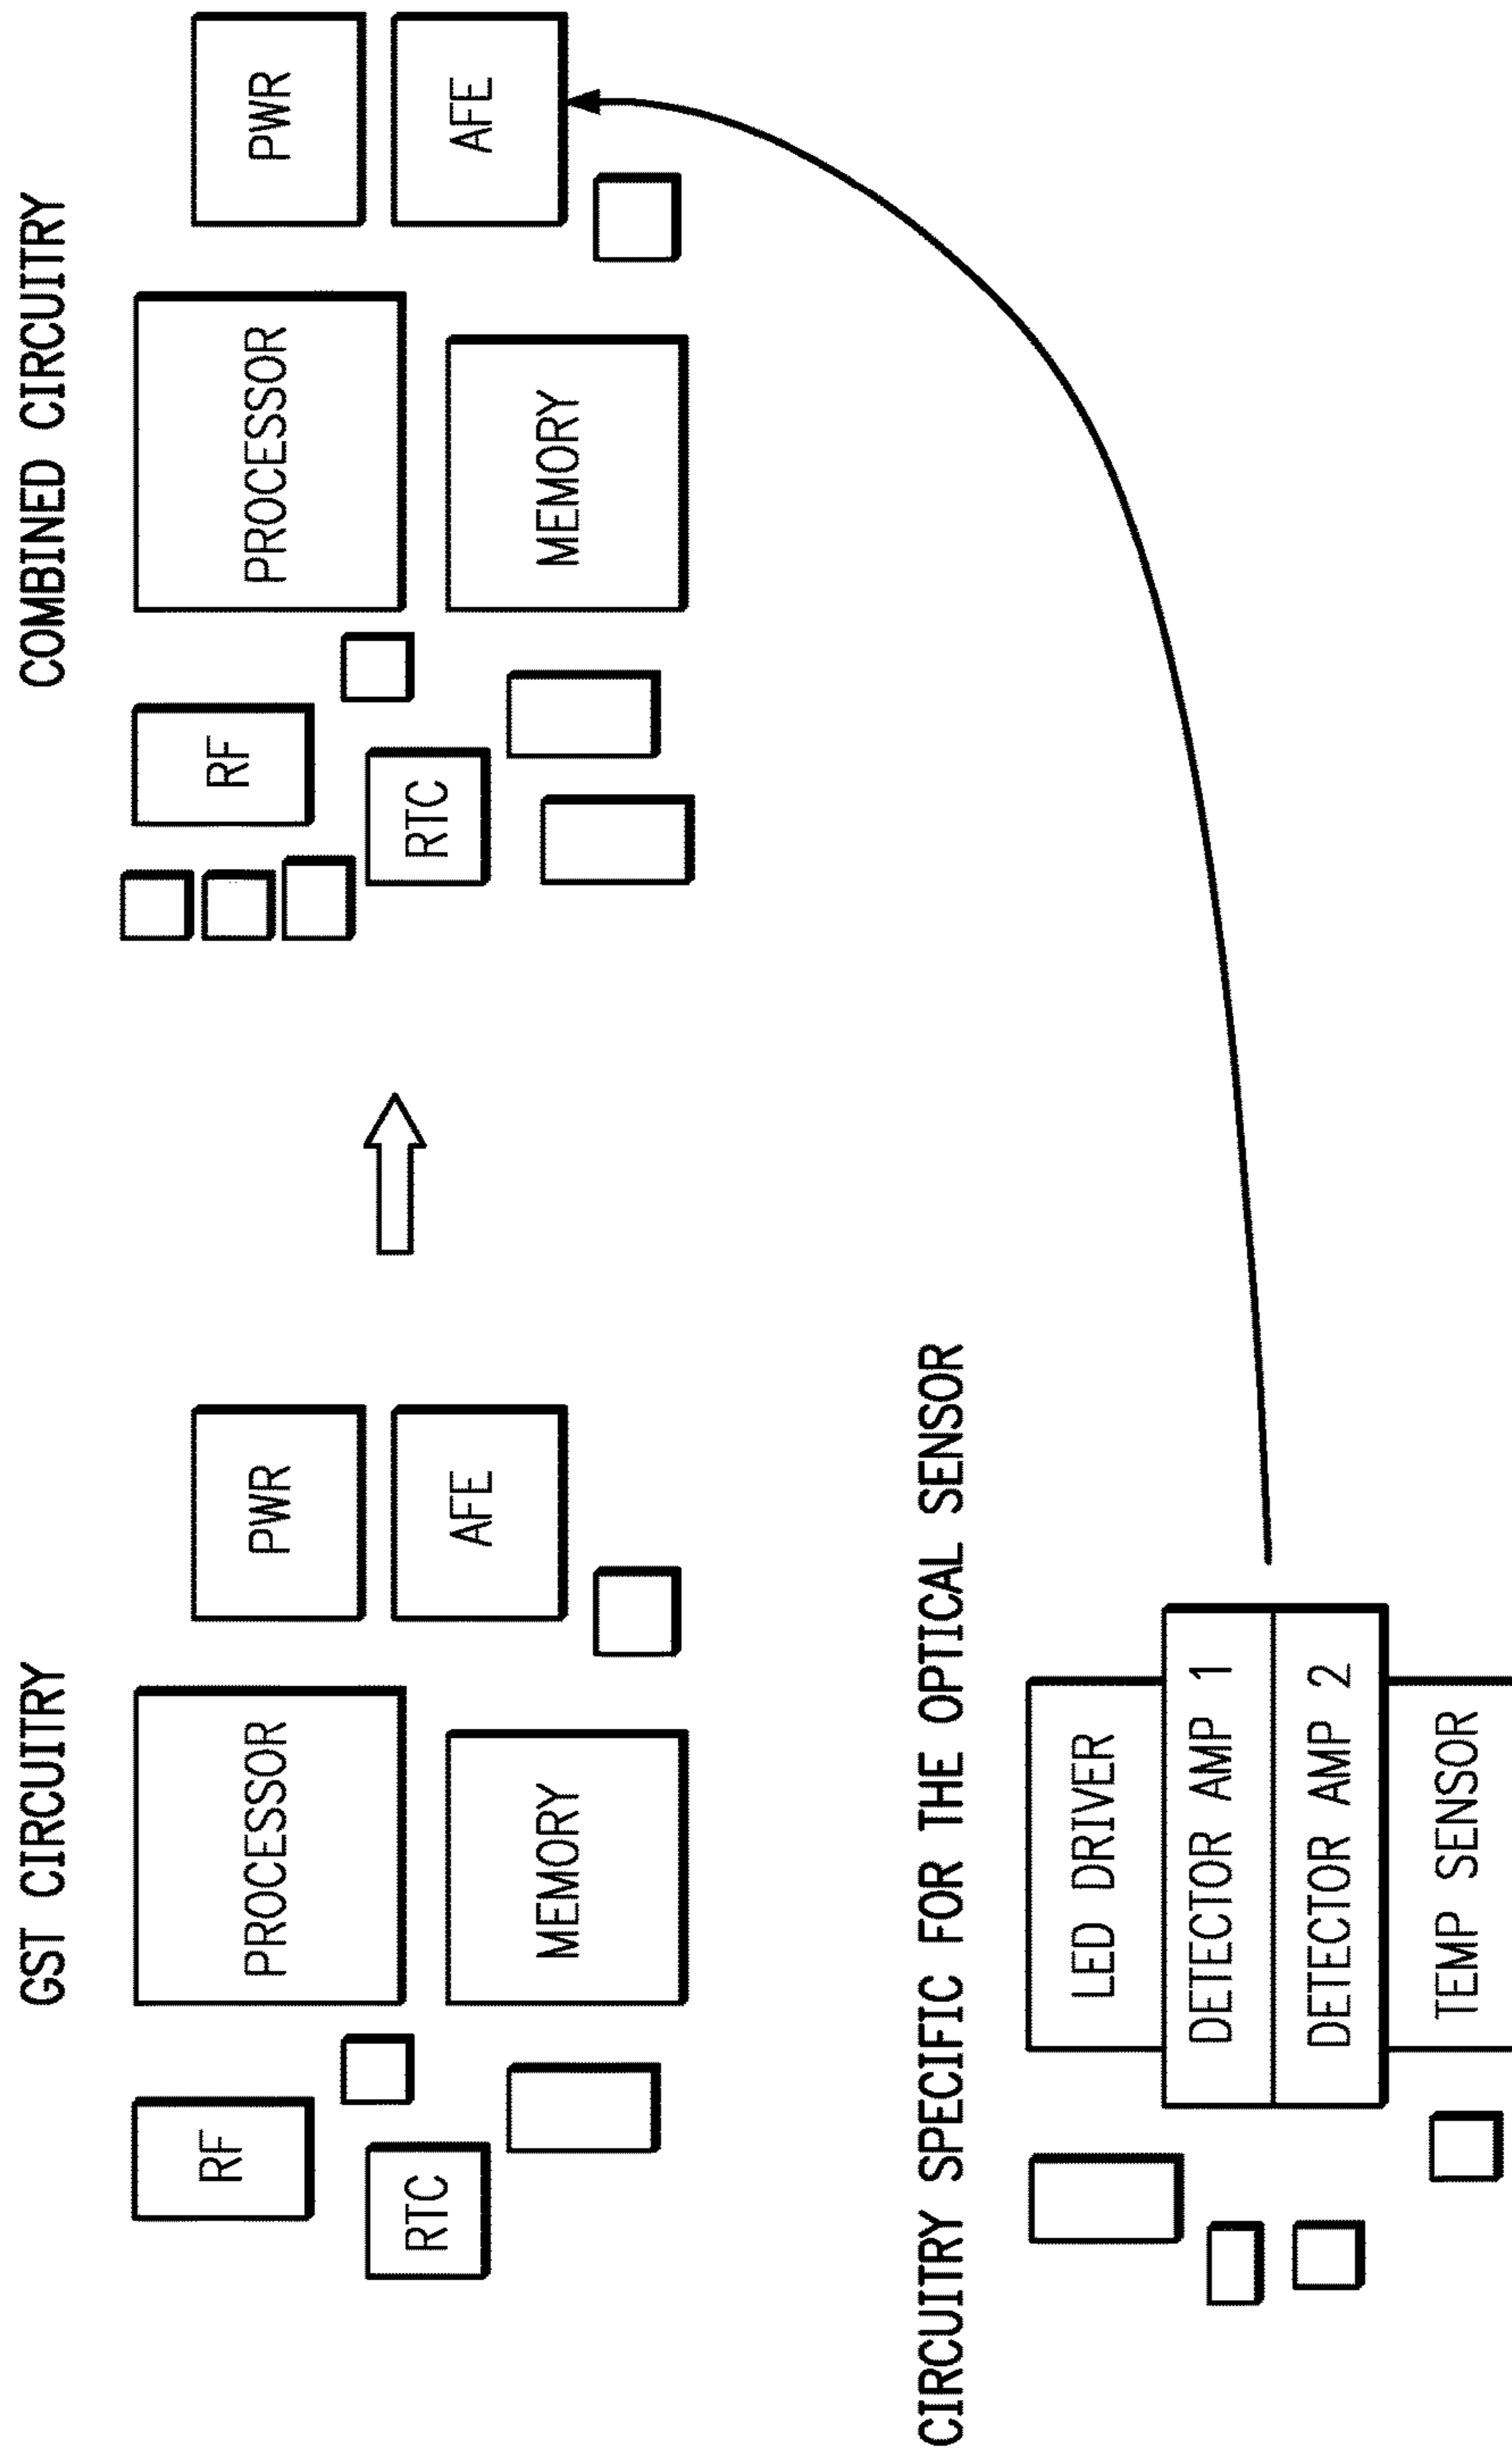 GST CIRCUITRY
RF
RTC
PROCESSOR
MEMORY
PWR
AFE
COMBINED CIRCUITRY
RF
RTC
PROCESSOR
MEMORY
PWR
AFE
CIRCUITRY SPECIFIC FOR THE OPTICAL SENSOR
LED DRIVER
DETECTOR AMP 1
DETECTOR AMP 2
TEMP SENSOR